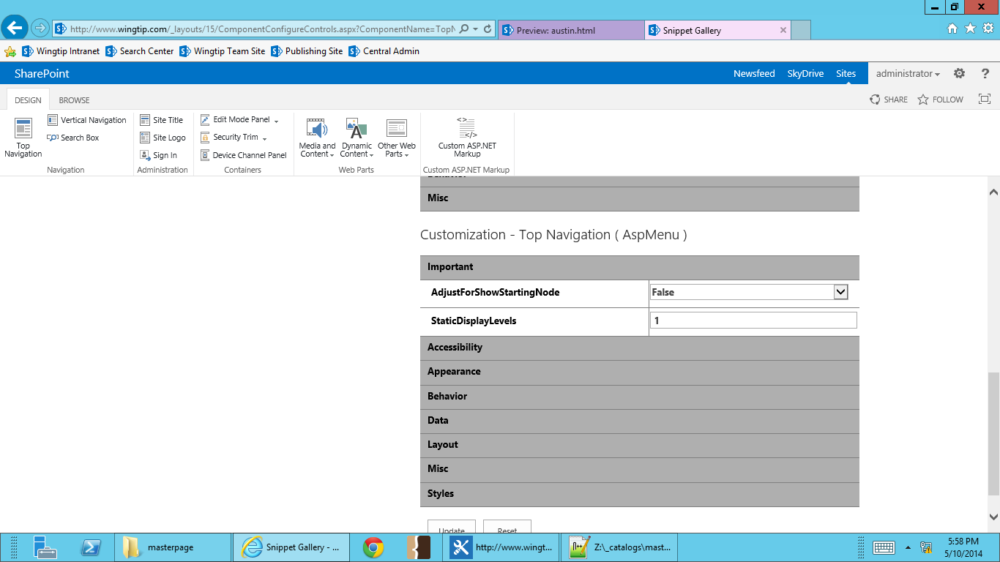 http://www.wingtip.com/_layouts/15/ComponentConfigureControls.aspx?ComponentName=TopN
Preview: austin.html
Snippet Gallery
Wingtip Intranet
Search Center
Wingtip Team Site
Publishing Site
Central Admin
SharePoint
Newsfeed
SkyDrive
Sites
administrator
?
DESIGN
BROWSE
SHARE
FOLLOW
Top
Navigation
Vertical Navigation
Search Box
Navigation
Site Title
Site Logo
Sign In
Administration
Edit Mode Panel
Security Trim
Device Channel Panel
Containers
Media and
Content
Dynamic
Content
Other Web
Parts
Web Parts
Custom ASP.NET
Markup
Custom ASP.NET Markup
Behavior
Misc
Customization - Top Navigation ( AspMenu )
Important
AdjustForShowStartingNode
False
StaticDisplayLevels
1
Accessibility
Appearance
Behavior
Data
Layout
Misc
Styles
Update
Reset
masterpage
Snippet Gallery - ...
http://www.wingt...
Z:\_catalogs\mast...
5:58 PM
5/10/2014